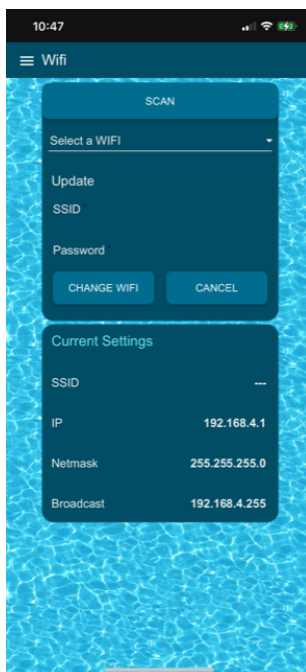 10:47
Wifi
SCAN
Select a WIFI
Update
SSID *
Password *
CHANGE WIFI CANCEL
Current Settings
SSID ---
IP 192.168.4.1
Netmask 255.255.255.0
Broadcast 192.168.4.255